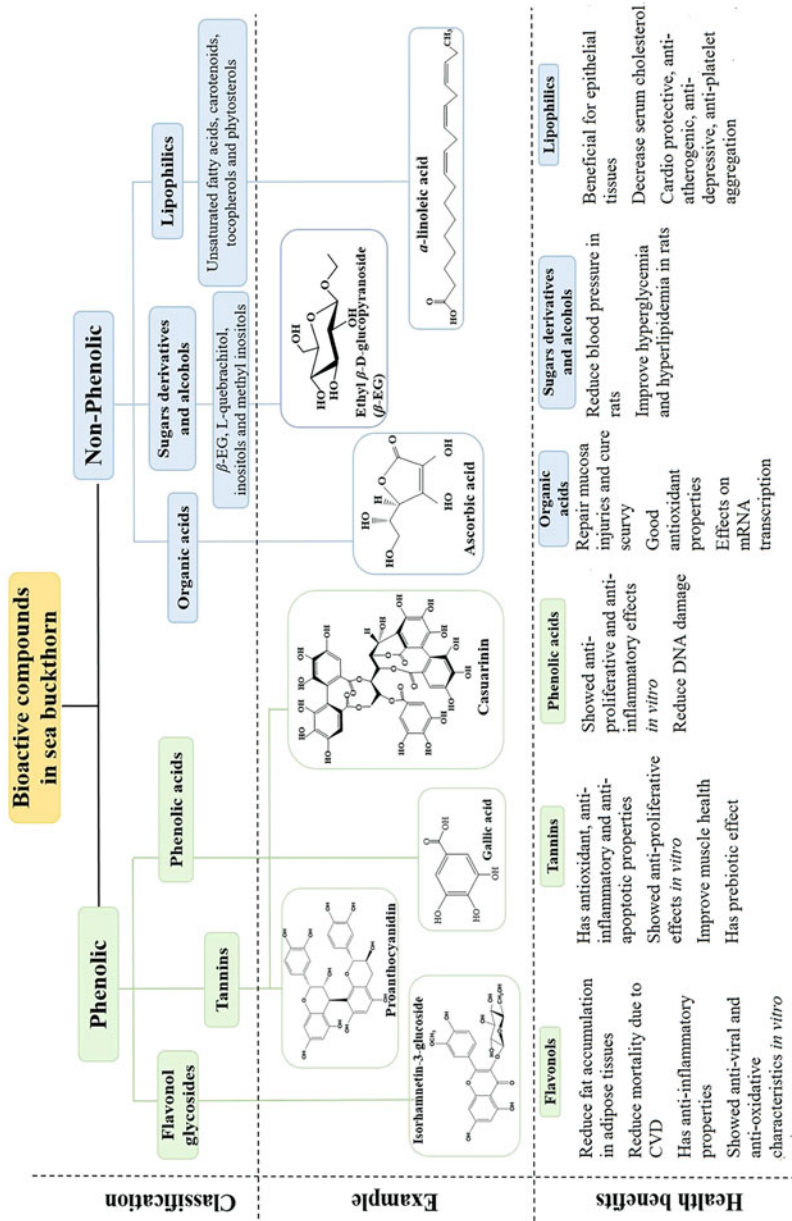 Bioactive compounds
in sea buckthorn
Classification
Phenolic
Non-Phenolic
Flavonol
glycosides
Tannins
Phenolic acids
Organic acids
Sugars derivatives
and alcohols
β-EG, L-quebrachitol,
inositols and methyl inositols
Lipophilics
Unsaturated fatty acids, carotenoids,
tocopherols and phytosterols
Example
Isorhamnetin-3-glucoside
Proanthocyanidin
Gallic acid
Casuarinin
Ascorbic acid
Ethyl β-D-glucopyranoside
(β-EG)
α-linoleic acid
Health benefits
Flavonols
Reduce fat accumulation
in adipose tissues
Reduce mortality due to
CVD
Has anti-inflammatory
properties
Showed anti-viral and
anti-oxidative
characteristics in vitro
Tannins
Has antioxidant, anti-
inflammatory and anti-
apoptotic properties
Showed anti-proliferative
effects in vitro
Improve muscle health
Has prebiotic effect
Phenolic acids
Showed anti-
proliferative and anti-
inflammatory effects
in vitro
Reduce DNA damage
Organic
acids
Repair mucosa
injuries and cure
scurvy
Good
antioxidant
properties
Effects on
mRNA
transcription
Sugars derivatives
and alcohols
Reduce blood pressure in
rats
Improve hyperglycemia
and hyperlipidemia in rats
Lipophilics
Beneficial for epithelial
tissues
Decrease serum cholesterol
Cardio protective, anti-
atherogenic, anti-
depressive, anti-platelet
aggregation